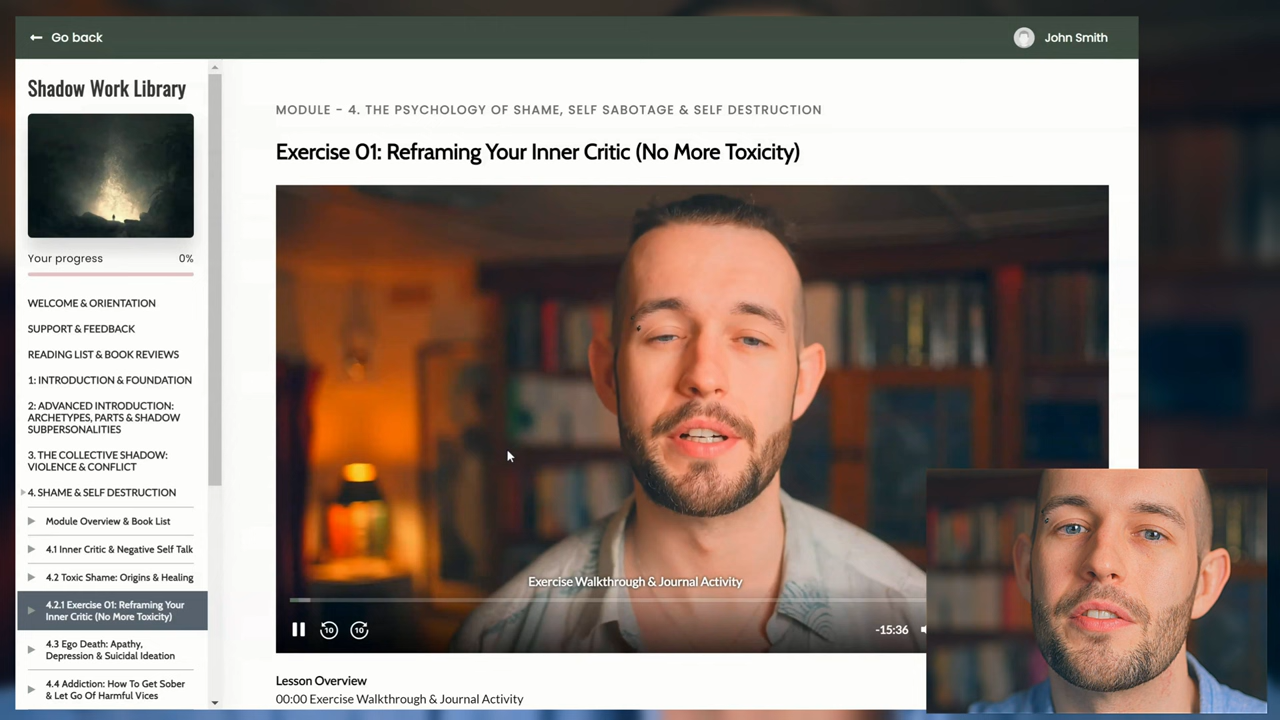 Go back
John Smith
Shadow Work Library
Your progress 0%
WELCOME & ORIENTATION
SUPPORT & FEEDBACK
READING LIST & BOOK REVIEWS
1: INTRODUCTION & FOUNDATION
2: ADVANCED INTRODUCTION:
ARCHETYPES, PARTS & SHADOW
SUBPERSONALITIES
3. THE COLLECTIVE SHADOW:
VIOLENCE & CONFLICT
4. SHAME & SELF DESTRUCTION
Module Overview & Book List
4.1 Inner Critic & Negative Self Talk
4.2 Toxic Shame: Origins & Healing
4.2.1 Exercise 01: Reframing Your
Inner Critic (No More Toxicity)
4.3 Ego Death: Apathy,
Depression & Suicidal Ideation
4.4 Addiction: How To Get Sober
& Let Go Of Harmful Vices
MODULE - 4. THE PSYCHOLOGY OF SHAME, SELF SABOTAGE & SELF DESTRUCTION
Exercise 01: Reframing Your Inner Critic (No More Toxicity)
Exercise Walkthrough & Journal Activity
10
10
-15:36
Lesson Overview
00:00 Exercise Walkthrough & Journal Activity